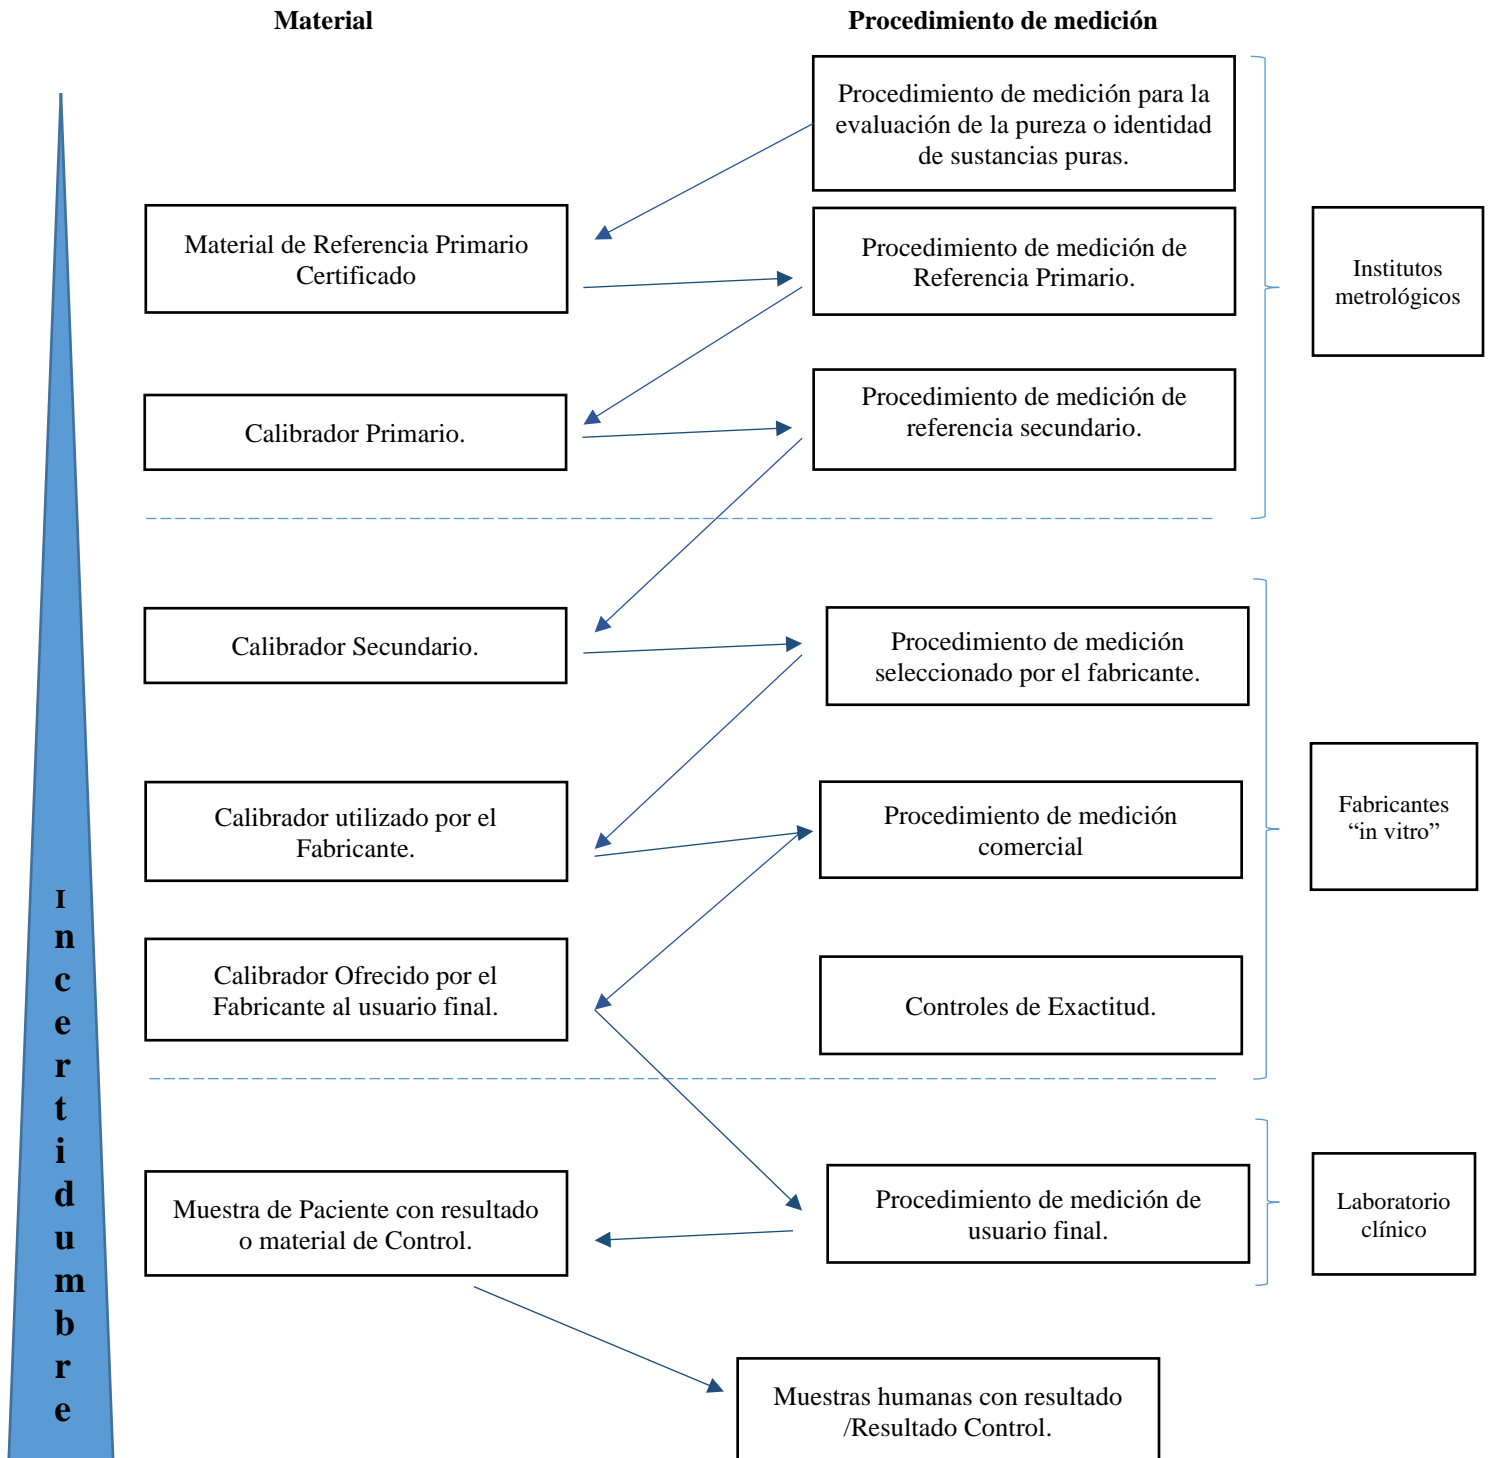 Material
Procedimiento de medición
Procedimiento de medición para la
evaluación de la pureza o identidad
de sustancias puras.
Material de Referencia Primario
Certificado
Procedimiento de medición de
Referencia Primario.
Institutos
metrológicos
Calibrador Primario.
Procedimiento de medición de
referencia secundario.
Calibrador Secundario.
Procedimiento de medición
seleccionado por el fabricante.
Calibrador utilizado por el
Fabricante.
Procedimiento de medición
comercial
Fabricantes
“in vitro”
Calibrador Ofrecido por el
Fabricante al usuario final.
Controles de Exactitud.
Muestra de Paciente con resultado
o material de Control.
Procedimiento de medición de
usuario final.
Laboratorio
clínico
Muestras humanas con resultado
/Resultado Control.
I
n
c
e
r
t
i
d
u
m
b
r
e